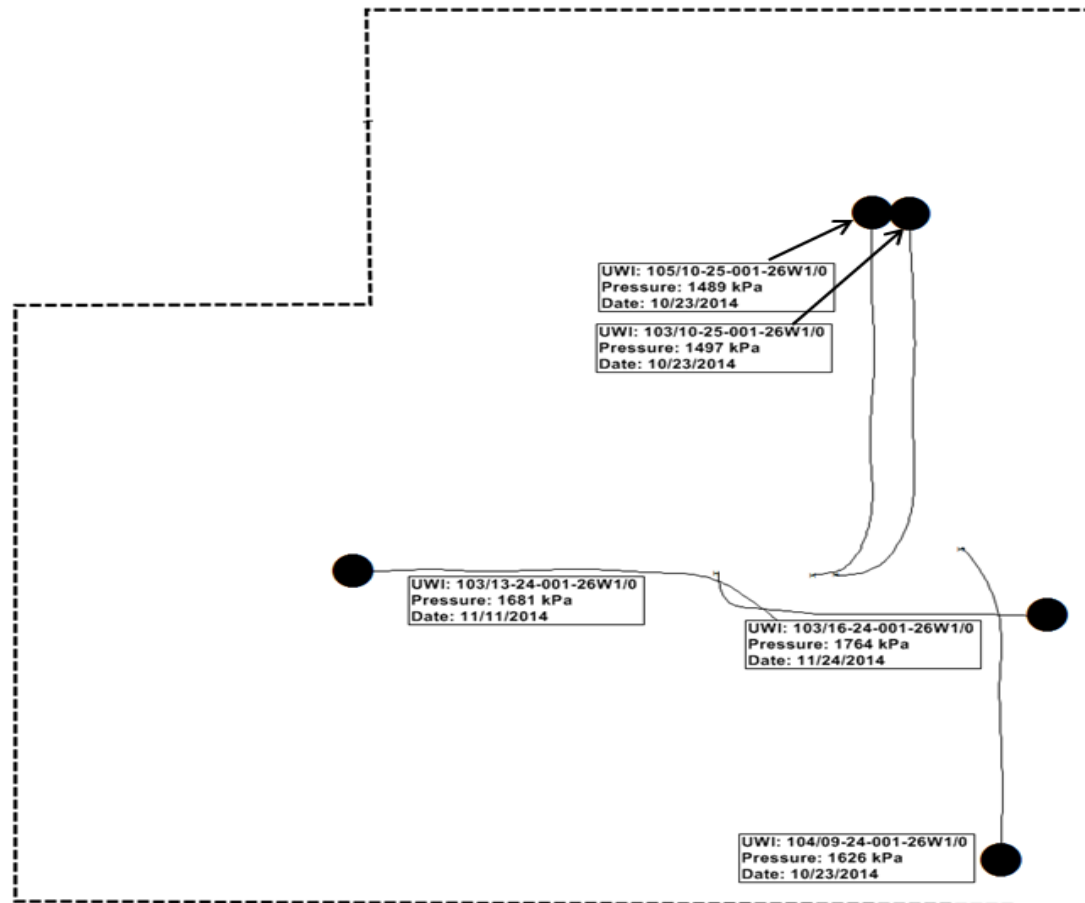 UWI: 105/10-25-001-26W1/0
Pressure: 1489 kPa
Date: 10/23/2014
UWI: 103/10-25-001-26W1/0
Pressure: 1497 kPa
Date: 10/23/2014
UWI: 103/13-24-001-26W1/0
Pressure: 1681 kPa
Date: 11/11/2014
UWI: 103/16-24-001-26W1/0
Pressure: 1764 kPa
Date: 11/24/2014
UWI: 104/09-24-001-26W1/0
Pressure: 1626 kPa
Date: 10/23/2014